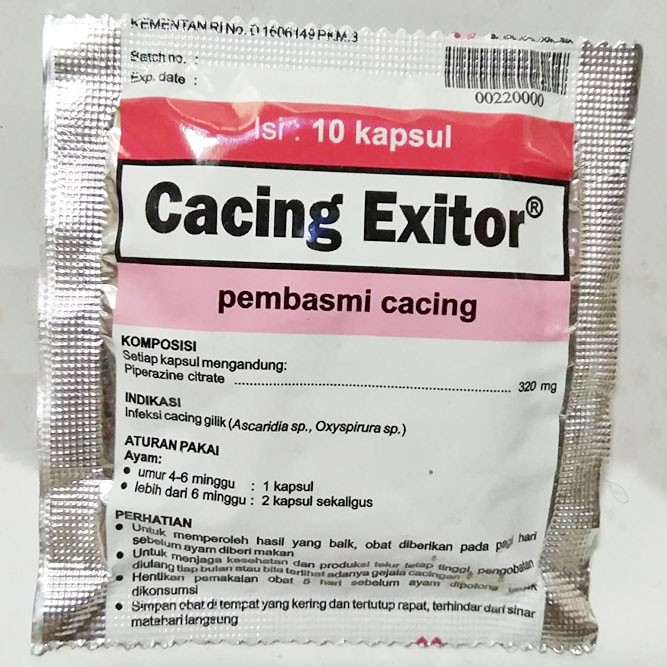 KEMENTAN RI No. D 1606149 PKM.3
Batch no. :
Exp. date :
00220000
Isi : 10 kapsul
Cacing Exitor®
pembasmi cacing
KOMPOSISI
Setiap kapsul mengandung:
Piperazine citrate .......................................................... 320 mg
INDIKASI
Infeksi cacing gilik (Ascaridia sp., Oxyspirura sp.)
ATURAN PAKAI
Ayam:
• umur 4-6 minggu : 1 kapsul
• lebih dari 6 minggu : 2 kapsul sekaligus
PERHATIAN
• Untuk memperoleh hasil yang baik, obat diberikan pada pagi hari
sebelum ayam diberi makan
• Untuk menjaga kesehatan dan produksi telur tetap tinggi, pengobatan
diulang tiap bulan atau bila terlihat adanya gejala cacingan
• Hentikan pemakaian obat 5 hari sebelum ayam dipotong untuk
dikonsumsi
• Simpan obat di tempat yang kering dan tertutup rapat, terhindar dari sinar
matahari langsung